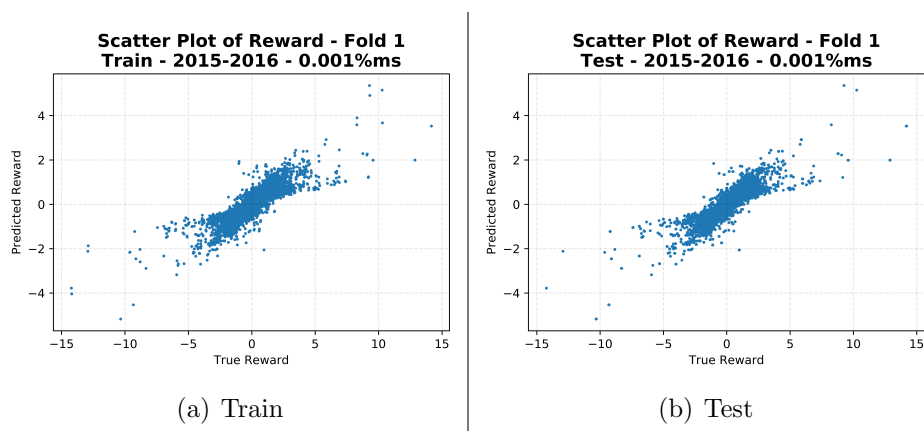 Scatter Plot of Reward - Fold 1
Train - 2015-2016 - 0.001%ms
Predicted Reward
4
2
0
−2
−4
−15 −10 −5 0 5 10 15
True Reward
(a) Train
Scatter Plot of Reward - Fold 1
Test - 2015-2016 - 0.001%ms
Predicted Reward
4
2
0
−2
−4
−15 −10 −5 0 5 10 15
True Reward
(b) Test